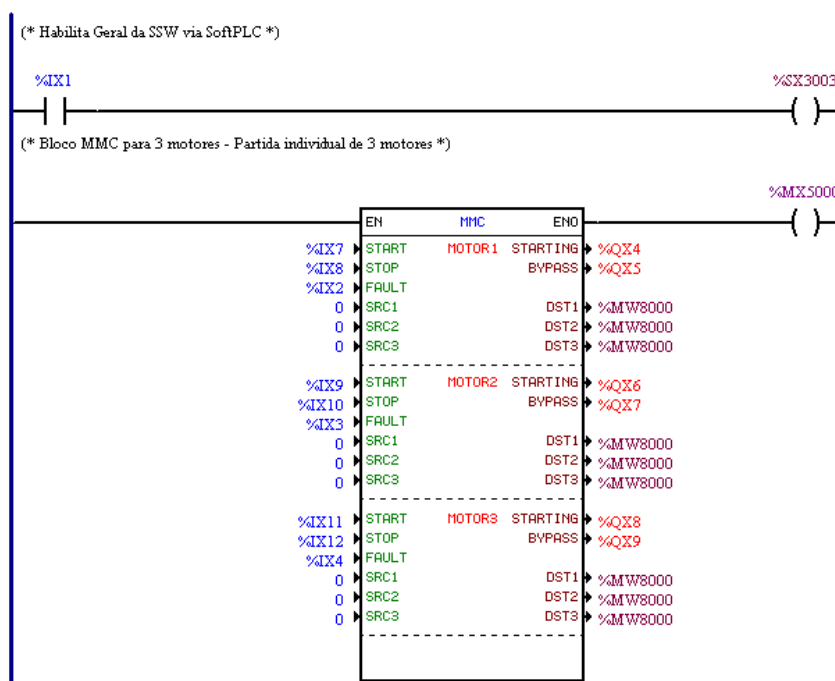 (* Habilita Geral da SSW via SoftPLC *)
%IX1 %SX3003
(* Bloco MMC para 3 motores - Partida individual de 3 motores *)
%MX5000
EN MMC ENO
%IX7 START MOTOR1 STARTING %QX4
%IX8 STOP BYPASS %QX5
%IX2 FAULT
0 SRC1 DST1 %MW8000
0 SRC2 DST2 %MW8000
0 SRC3 DST3 %MW8000
%IX9 START MOTOR2 STARTING %QX6
%IX10 STOP BYPASS %QX7
%IX3 FAULT
0 SRC1 DST1 %MW8000
0 SRC2 DST2 %MW8000
0 SRC3 DST3 %MW8000
%IX11 START MOTOR3 STARTING %QX8
%IX12 STOP BYPASS %QX9
%IX4 FAULT
0 SRC1 DST1 %MW8000
0 SRC2 DST2 %MW8000
0 SRC3 DST3 %MW8000